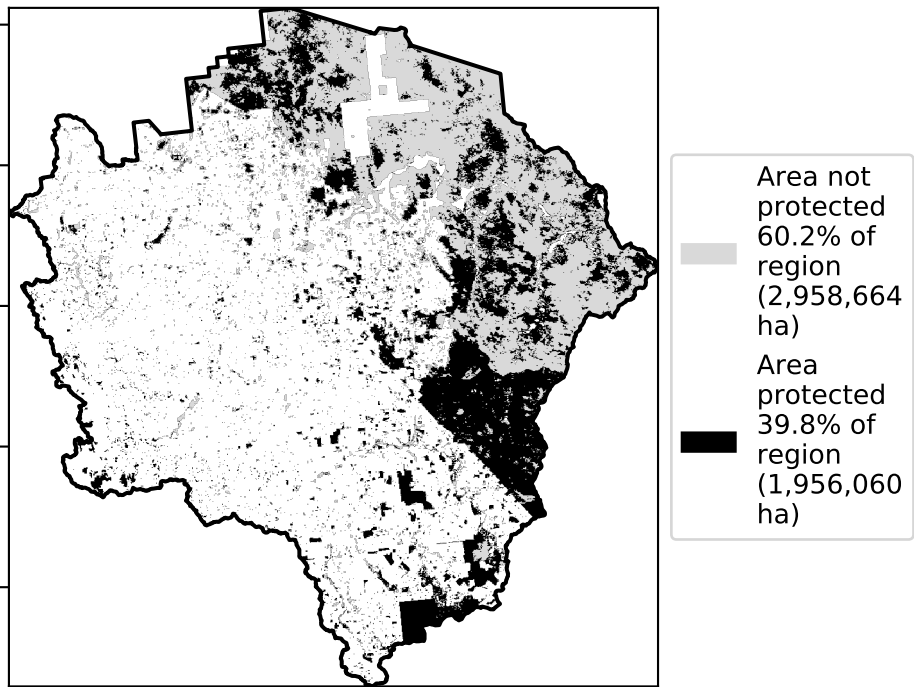 Area not
protected
60.2% of
region
(2,958,664
ha)
Area
protected
39.8% of
region
(1,956,060
ha)